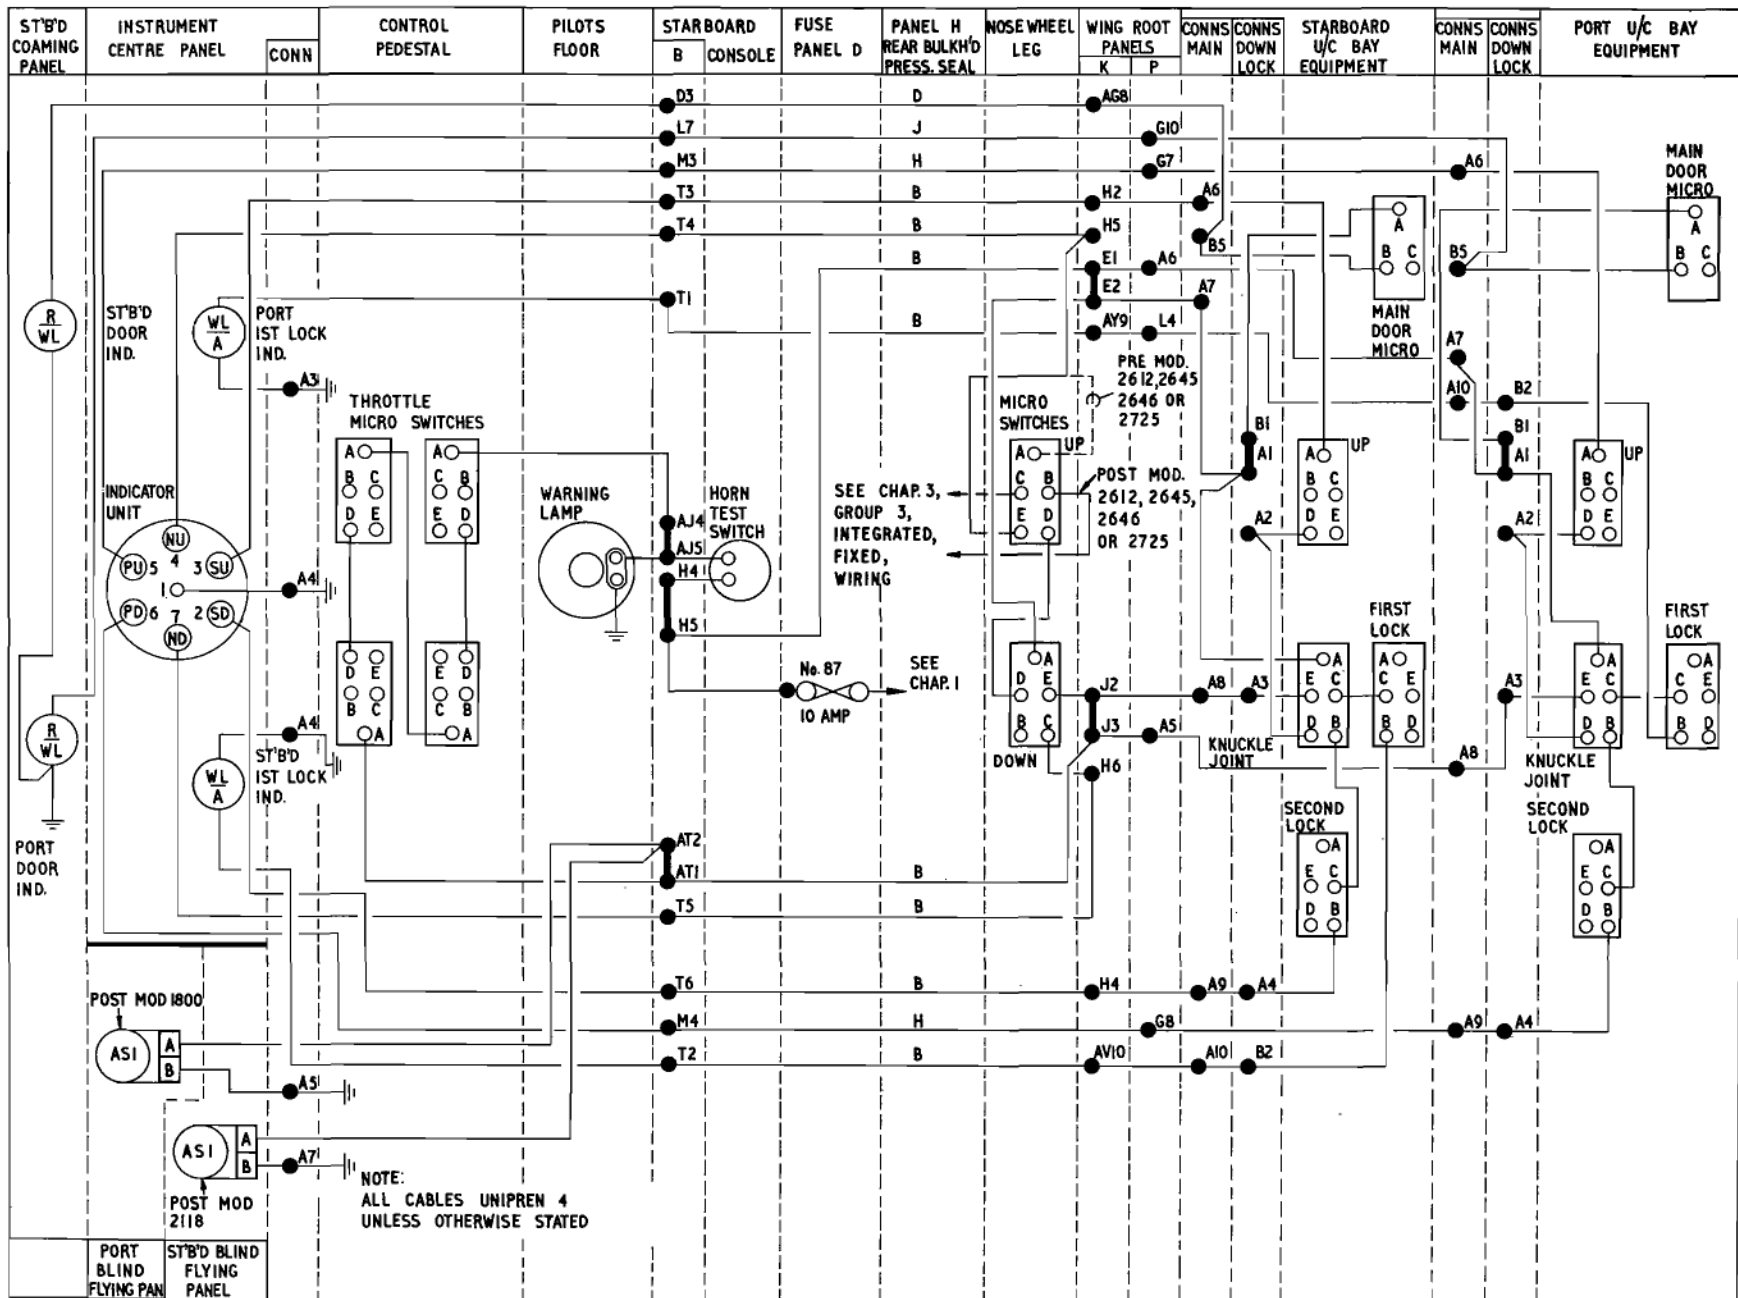 ST'B'D COAMING PANEL
INSTRUMENT CENTRE PANEL
CONN
CONTROL PEDESTAL
PILOTS FLOOR
STARBOARD
B
CONSOLE
FUSE PANEL D
PANEL H REAR BULKH'D PRESS. SEAL
NOSE WHEEL LEG
WING ROOT PANELS
K
P
CONNS MAIN
CONNS DOWN LOCK
STARBOARD U/C BAY EQUIPMENT
CONNS MAIN
CONNS DOWN LOCK
PORT U/C BAY EQUIPMENT
D3
D
AG8
L7
J
G10
M3
H
G7
A6
MAIN DOOR MICRO
T3
B
H2
A6
A
B C
T4
B
H5
B5
A
B C
B5
B
E1
A6
MAIN DOOR MICRO
T1
E2
A7
B
AY9
L4
A7
R
WL
ST'B'D DOOR IND.
WL
A
PORT 1ST LOCK IND.
A3
PRE MOD.
2612,2645
2646 OR
2725
A10
B2
THROTTLE
MICRO SWITCHES
MICRO SWITCHES
UP
B1
A1
UP
B1
A1
UP
A
B C
D E
A
C B
E D
A
C B
E D
A
B C
D E
A
B C
D E
INDICATOR UNIT
WARNING LAMP
HORN TEST SWITCH
AJ4
AJ5
H4
H5
SEE CHAP. 3,
GROUP 3,
INTEGRATED,
FIXED,
WIRING
POST MOD.
2612, 2645,
2646
OR 2725
A2
A2
NU
4
PU 5
3 SU
1
PD 6
7
2 SD
ND
A4
FIRST LOCK
FIRST LOCK
D E
B C
A
E D
C B
A
No. 87
10 AMP
SEE CHAP. 1
A
D E
B C
DOWN
J2
J3
H6
A8
A3
A5
A
E C
D B
A
C E
B D
A3
A
E C
D B
A
C E
B D
R
WL
A4
WL
A
ST'B'D 1ST LOCK IND.
KNUCKLE JOINT
A8
KNUCKLE JOINT
PORT DOOR IND.
SECOND LOCK
SECOND LOCK
A
E C
D B
A
E C
D B
AT2
AT1
B
T5
B
T6
B
H4
A9
A4
M4
H
G8
A9
A4
T2
B
AV10
A10
B2
POST MOD 1800
ASI
A
B
A5
ASI
A
B
A7
POST MOD 2118
NOTE:
ALL CABLES UNIPREN 4
UNLESS OTHERWISE STATED
PORT BLIND FLYING PAN
ST'B'D BLIND FLYING PANEL